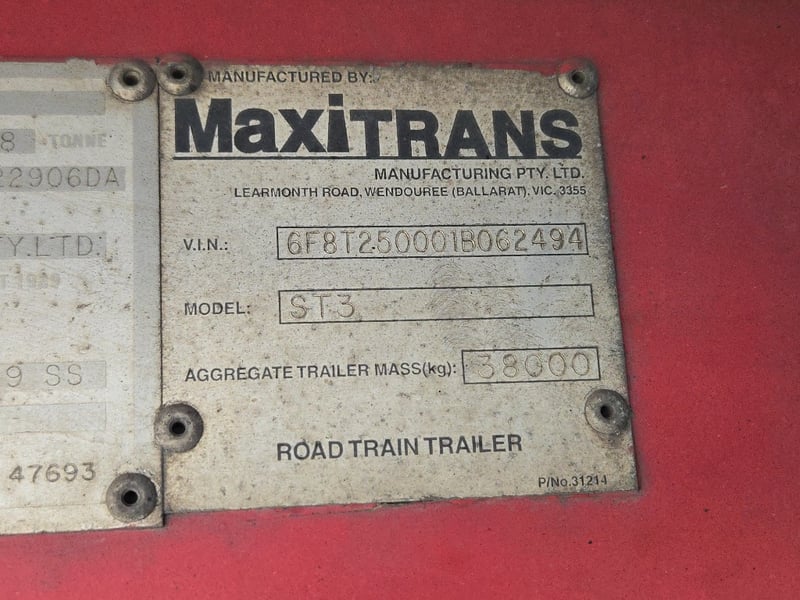 MANUFACTURED BY:
MaxiTRANS
MANUFACTURING PTY. LTD.
LEARMONTH ROAD, WENDOUREE (BALLARAT), VIC. 3355
V.I.N.: 6F8T250001B062494
MODEL: ST3
AGGREGATE TRAILER MASS(kg): 38000
ROAD TRAIN TRAILER
P/No.31214
8 TONNE
22906DA
TY.LTD.
9 SS
47693